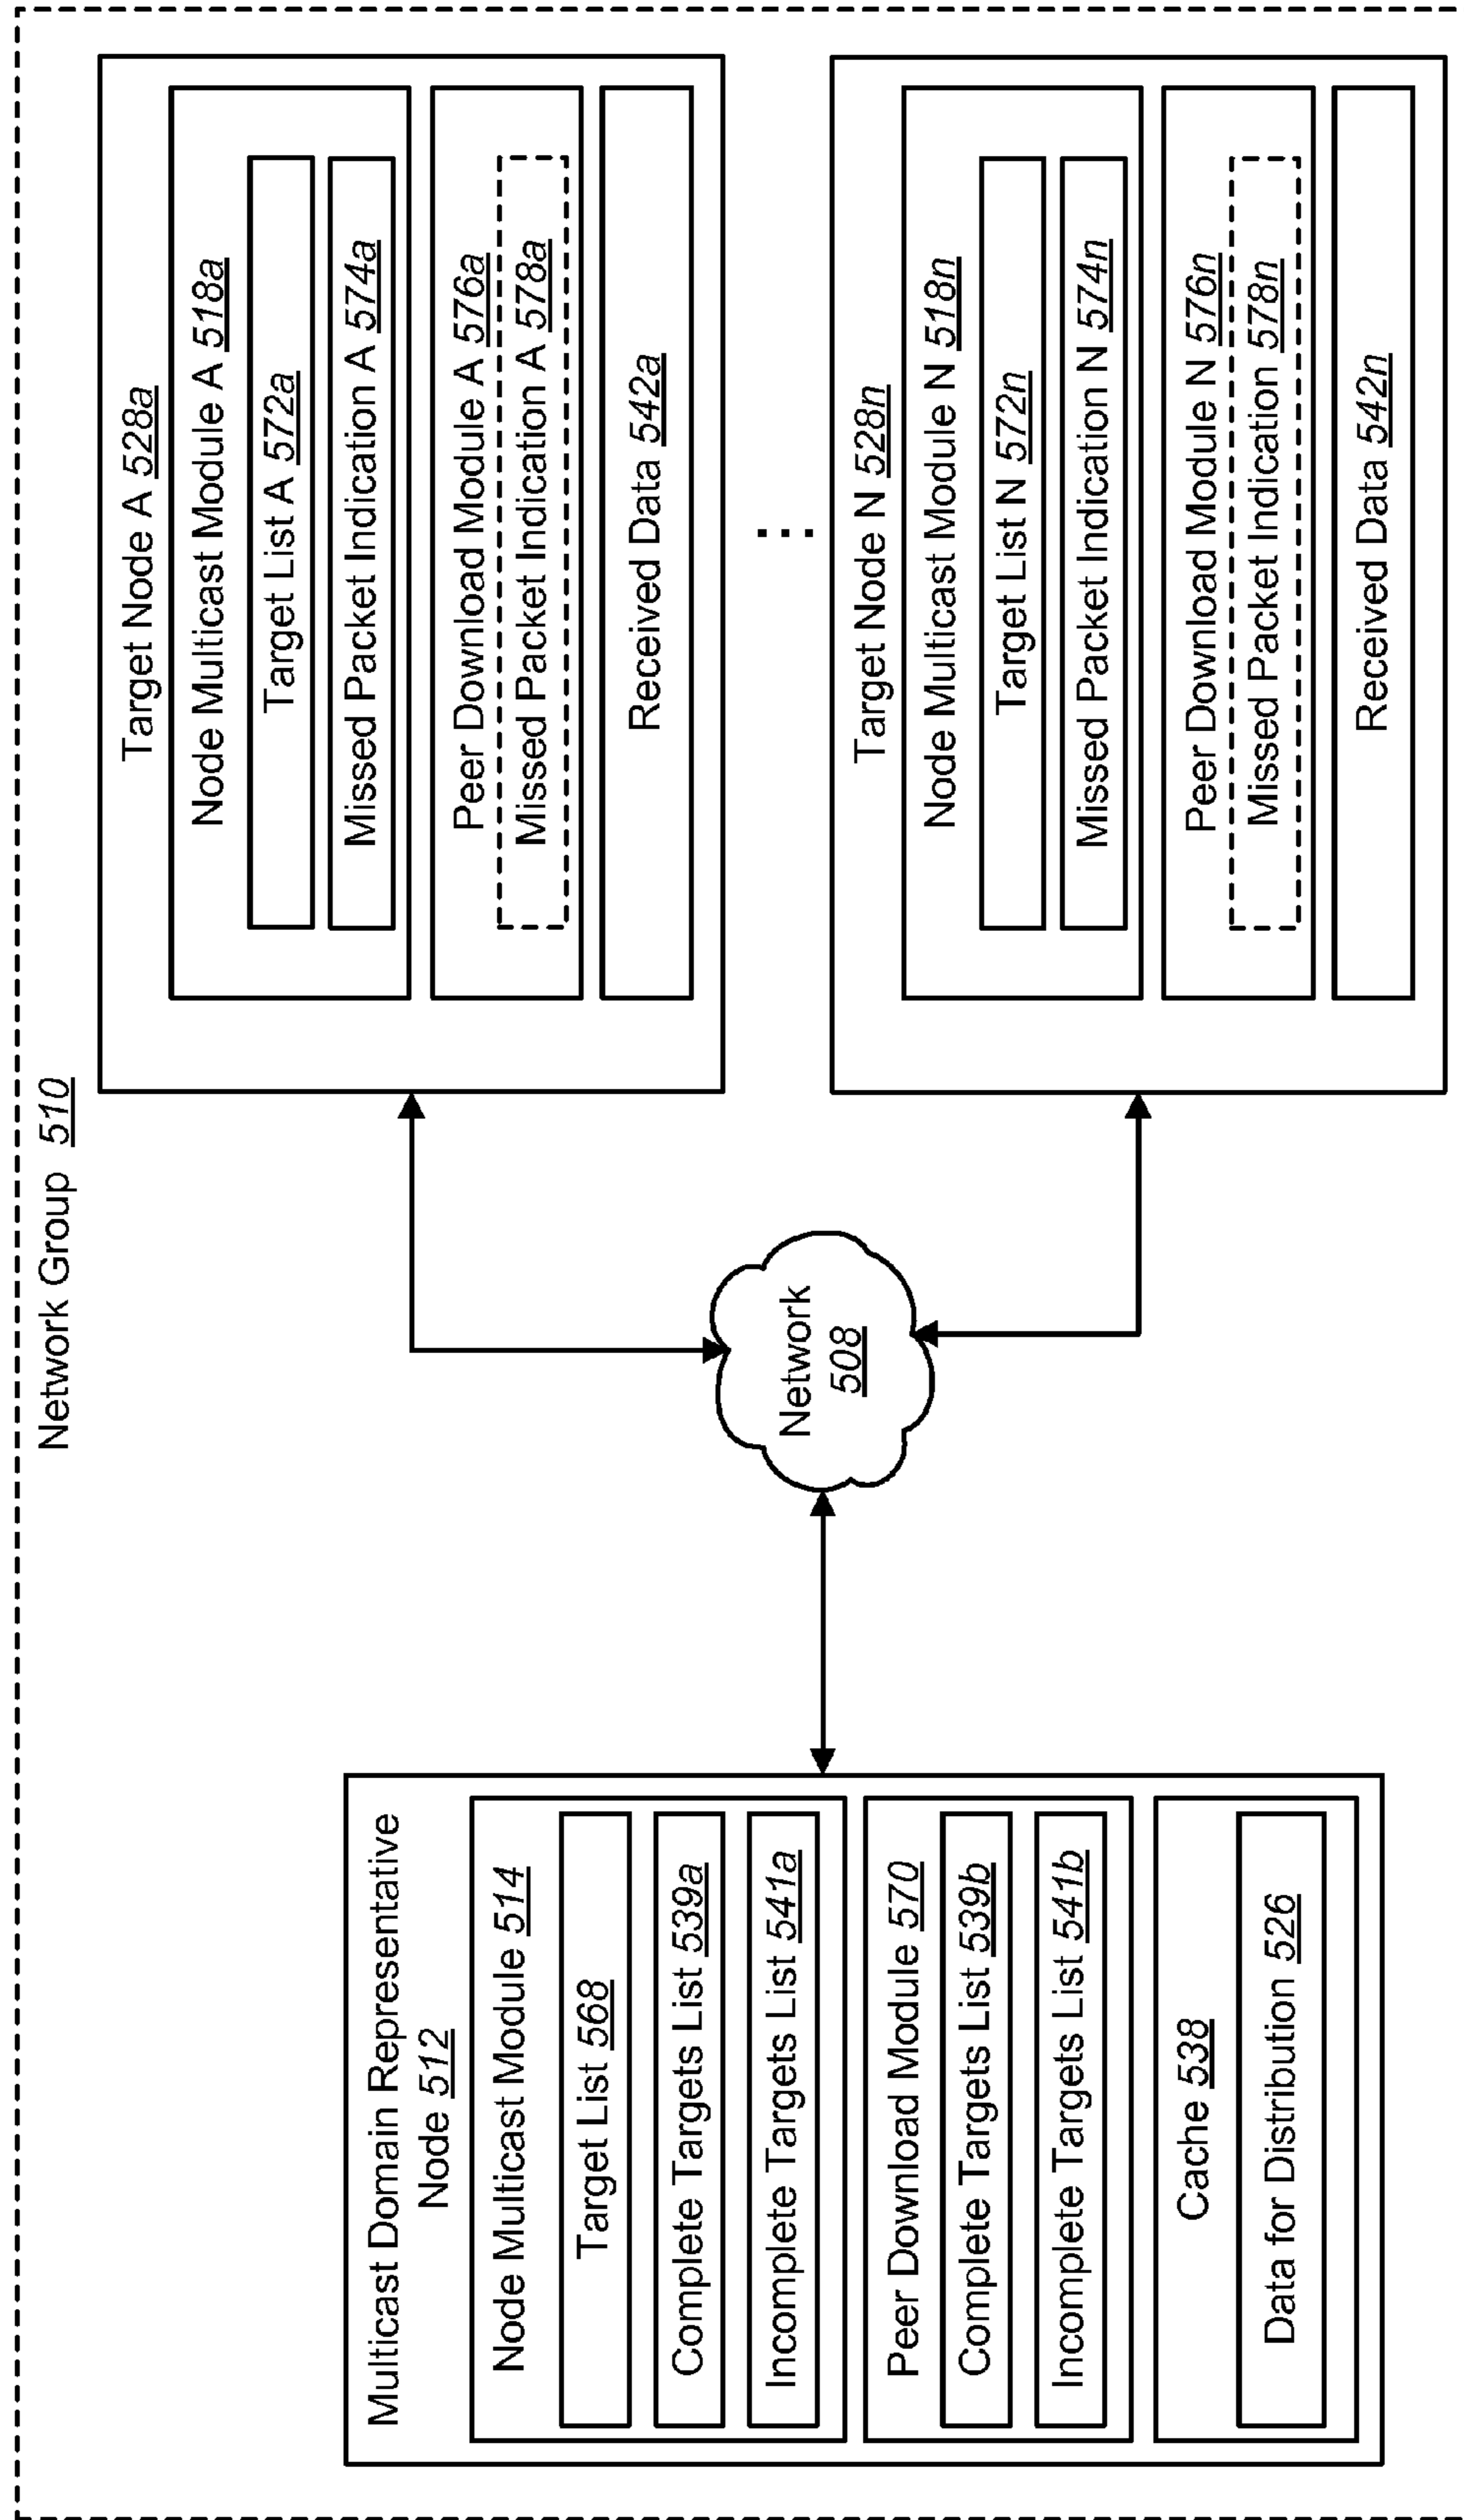 Network Group 510
Multicast Domain Representative
Node 512
Node Multicast Module 514
Target List 568
Complete Targets List 539a
Incomplete Targets List 541a
Peer Download Module 570
Complete Targets List 539b
Incomplete Targets List 541b
Cache 538
Data for Distribution 526
Network
508
Target Node A 528a
Node Multicast Module A 518a
Target List A 572a
Missed Packet Indication A 574a
Peer Download Module A 576a
Missed Packet Indication A 578a
Received Data 542a
...
Target Node N 528n
Node Multicast Module N 518n
Target List N 572n
Missed Packet Indication N 574n
Peer Download Module N 576n
Missed Packet Indication 578n
Received Data 542n